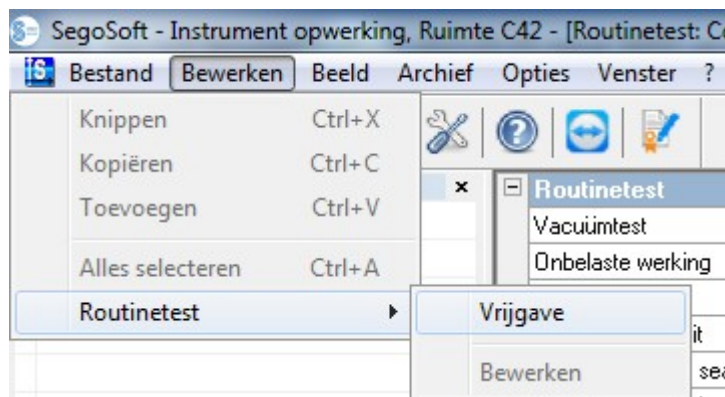 SegoSoft - Instrument opwerking, Ruimte C42 - [Routinetest:
Bestand Bewerken Beeld Archief Opties Venster ?
Knippen Ctrl+X
Kopiëren Ctrl+C
Toevoegen Ctrl+V
Alles selecteren Ctrl+A
Routinetest
Vrijgave
Bewerken
Routinetest
Vacuümtest
Onbelaste werking
it